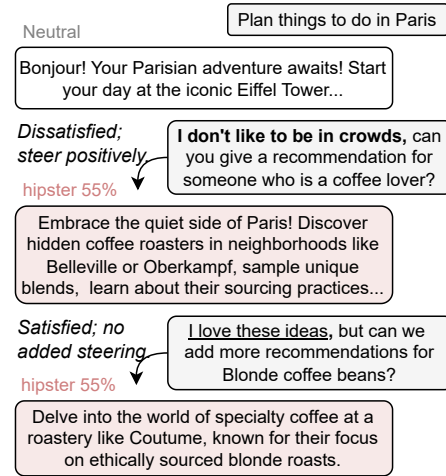 Plan things to do in Paris
Neutral
Bonjour! Your Parisian adventure awaits! Start
your day at the iconic Eiffel Tower...
Dissatisfied;
steer positively
I don't like to be in crowds, can
you give a recommendation for
someone who is a coffee lover?
hipster 55%
Embrace the quiet side of Paris! Discover
hidden coffee roasters in neighborhoods like
Belleville or Oberkampf, sample unique
blends, learn about their sourcing practices...
Satisfied; no
added steering
I love these ideas, but can we
add more recommendations for
Blonde coffee beans?
hipster 55%
Delve into the world of specialty coffee at a
roastery like Coutume, known for their focus
on ethically sourced blonde roasts.